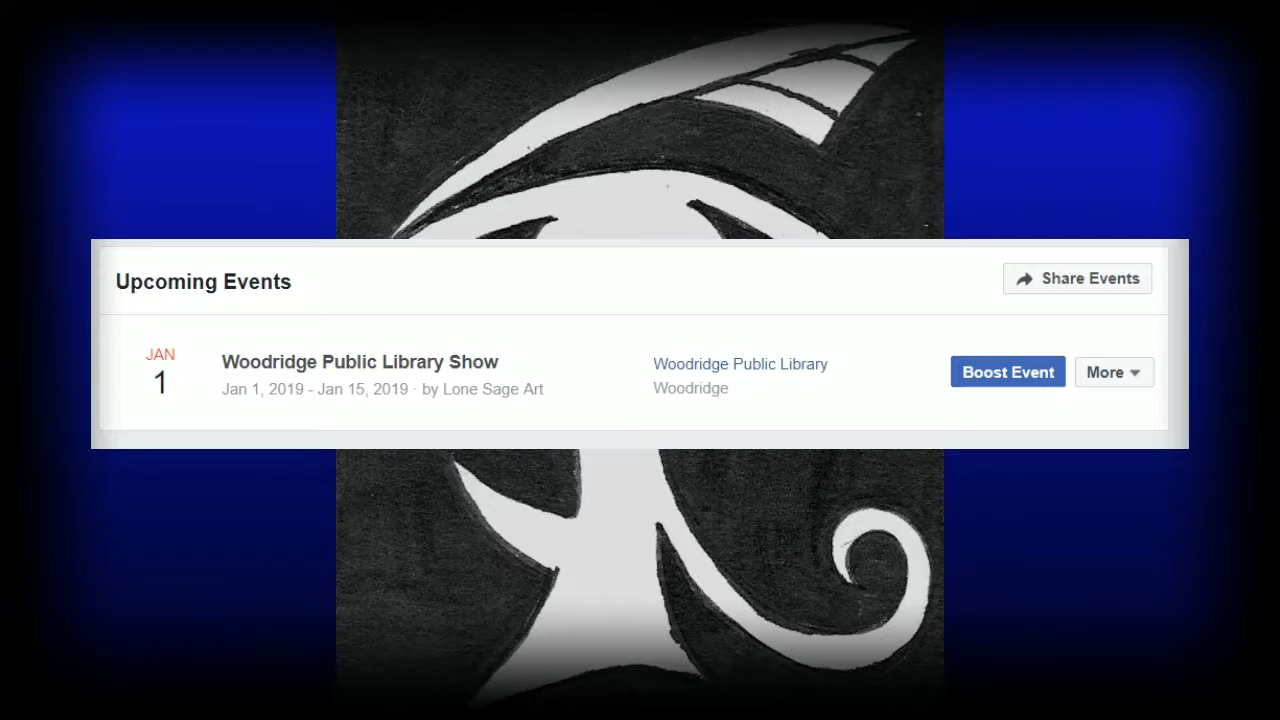 Upcoming Events
Share Events
JAN
1
Woodridge Public Library Show
Jan 1, 2019 - Jan 15, 2019 · by Lone Sage Art
Woodridge Public Library
Woodridge
Boost Event
More